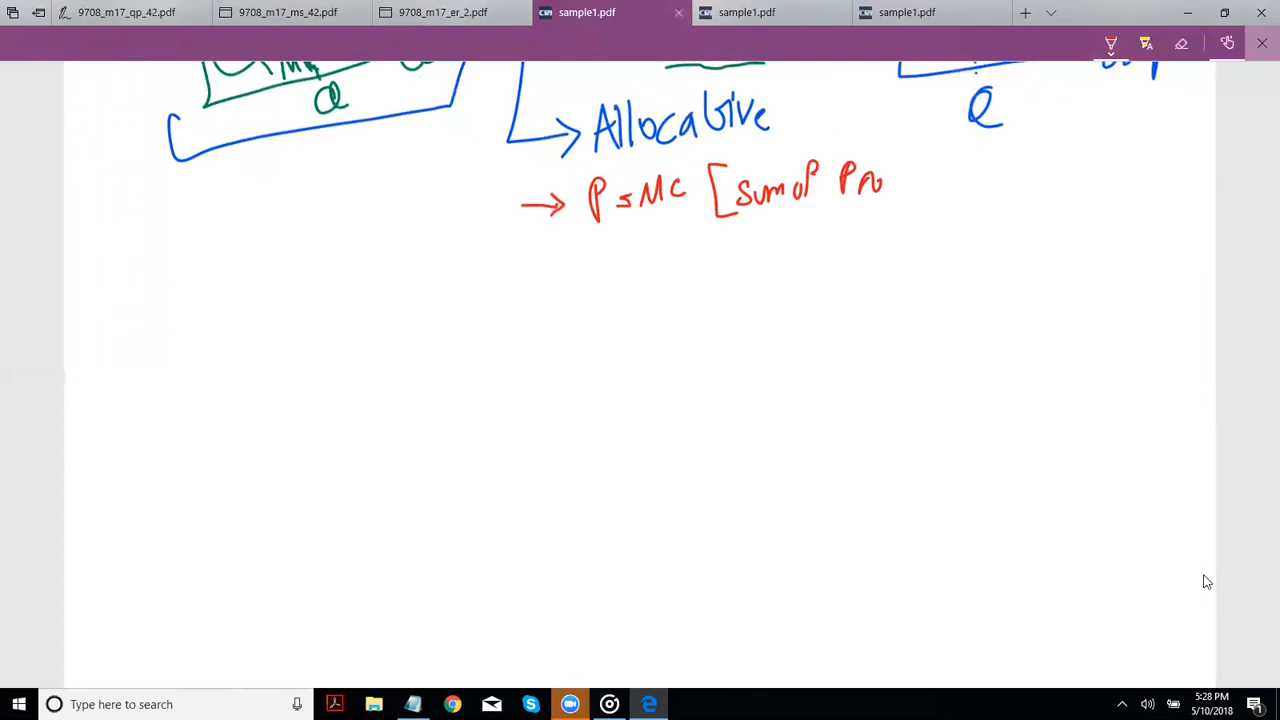 9708_m17_qp_42.pdf
9708_m17_ms_42.pdf
9708_m17_er_2.pdf
sample1.pdf
sample1.pdf
sample1.pdf
Q
Q
Allocative
→ P = MC [sum of Pro
Type here to search
5:28 PM
5/10/2018